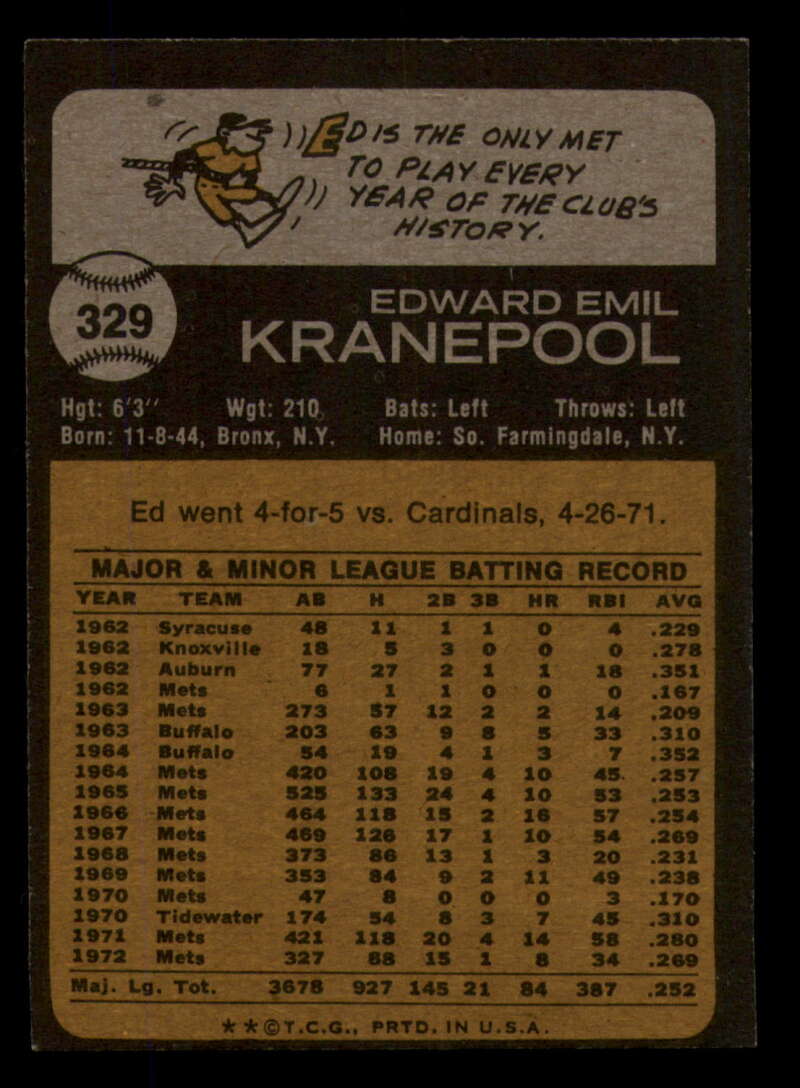 ED IS THE ONLY MET
TO PLAY EVERY
YEAR OF THE CLUB'S
HISTORY.
329
EDWARD EMIL
KRANEPOOL
Hgt: 6'3" Wgt: 210 Bats: Left Throws: Left
Born: 11-8-44, Bronx, N.Y. Home: So. Farmingdale, N.Y.
Ed went 4-for-5 vs. Cardinals, 4-26-71.
MAJOR & MINOR LEAGUE BATTING RECORD
YEAR TEAM AB H 2B 3B HR RBI AVG
1962 Syracuse 48 11 1 1 0 4 .229
1962 Knoxville 18 5 3 0 0 0 .278
1962 Auburn 77 27 2 1 1 18 .351
1962 Mets 6 1 1 0 0 0 .167
1963 Mets 273 57 12 2 2 14 .209
1963 Buffalo 203 63 9 8 5 33 .310
1964 Buffalo 54 19 4 1 3 7 .352
1964 Mets 420 108 19 4 10 45 .257
1965 Mets 525 133 24 4 10 53 .253
1966 Mets 464 118 15 2 16 57 .254
1967 Mets 469 126 17 1 10 54 .269
1968 Mets 373 86 13 1 3 20 .231
1969 Mets 353 84 9 2 11 49 .238
1970 Mets 47 8 0 0 0 3 .170
1970 Tidewater 174 54 8 3 7 45 .310
1971 Mets 421 118 20 4 14 58 .280
1972 Mets 327 88 15 1 8 34 .269
Maj. Lg. Tot. 3678 927 145 21 84 387 .252
★★©T.C.G., PRTD. IN U.S.A.